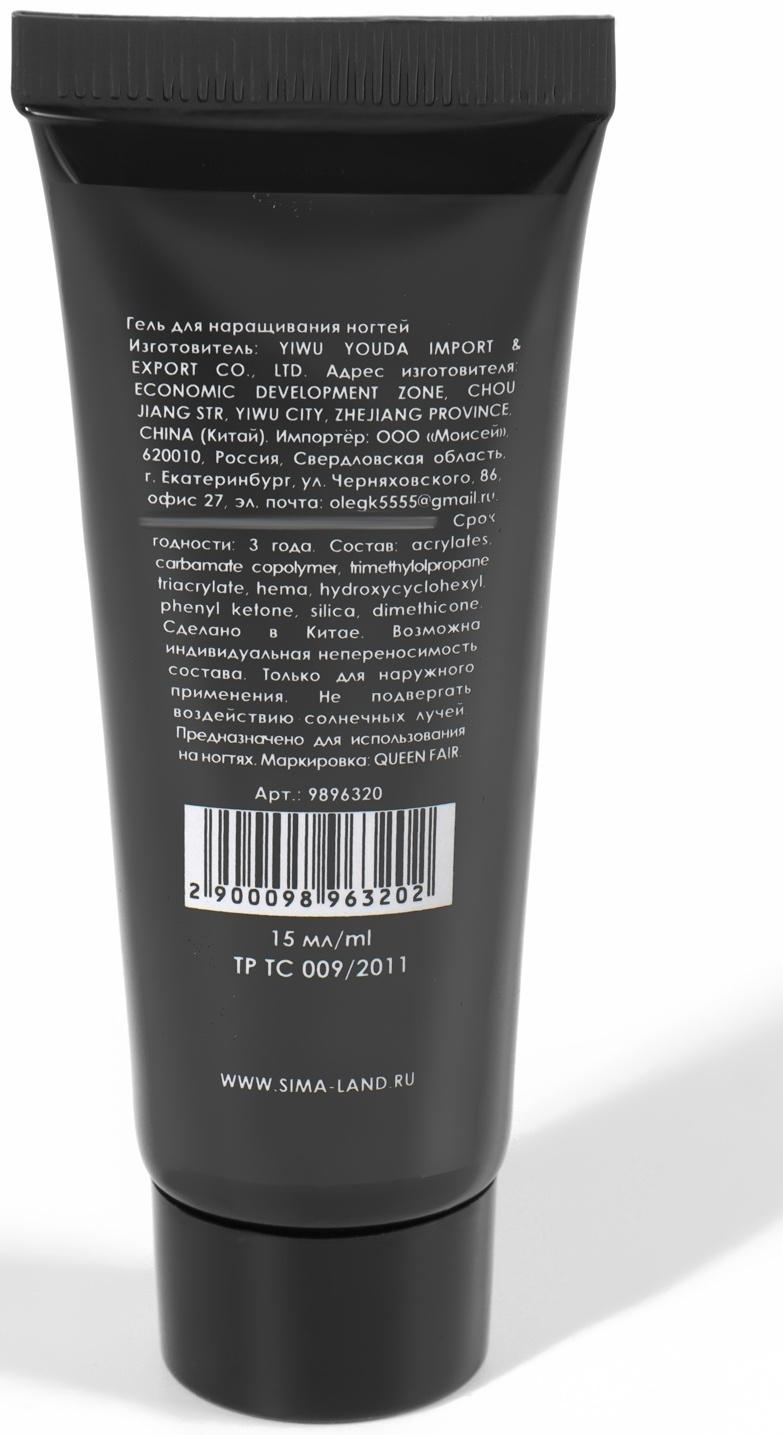 Гель для наращивания ногтей
Изготовитель: YIWU YOUDA IMPORT &
EXPORT CO., LTD. Адрес изготовителя:
ECONOMIC DEVELOPMENT ZONE, CHOU
JIANG STR, YIWU CITY, ZHEJIANG PROVINCE,
CHINA (Китай). Импортёр: ООО «Моисей»,
620010, Россия, Свердловская область,
г. Екатеринбург, ул. Черняховского, 86,
офис 27, эл. почта: olegk5555@gmail.ru.
Срок
годности: 3 года. Состав: acrylates,
carbamate copolymer, trimethylolpropane
triacrylate, hema, hydroxycyclohexyl,
phenyl ketone, silica, dimethicone.
Сделано в Китае. Возможна
индивидуальная непереносимость
состава. Только для наружного
применения. Не подвергать
воздействию солнечных лучей.
Предназначено для использования
на ногтях. Маркировка: QUEEN FAIR.
Арт.: 9896320
2 900098 963202
15 мл/ml
ТР ТС 009/2011
WWW.SIMA-LAND.RU